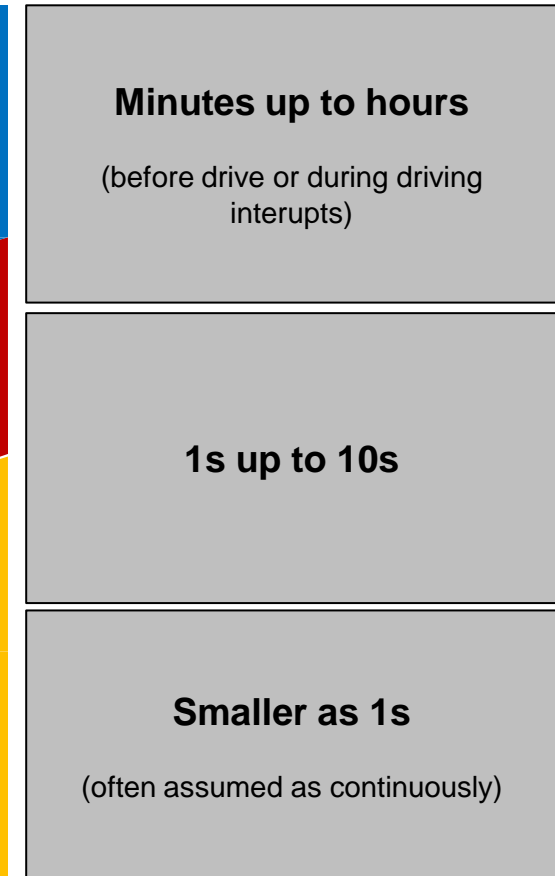 Minutes up to hours
(before drive or during driving
interupts)
1s up to 10s
Smaller as 1s
(often assumed as continuously)